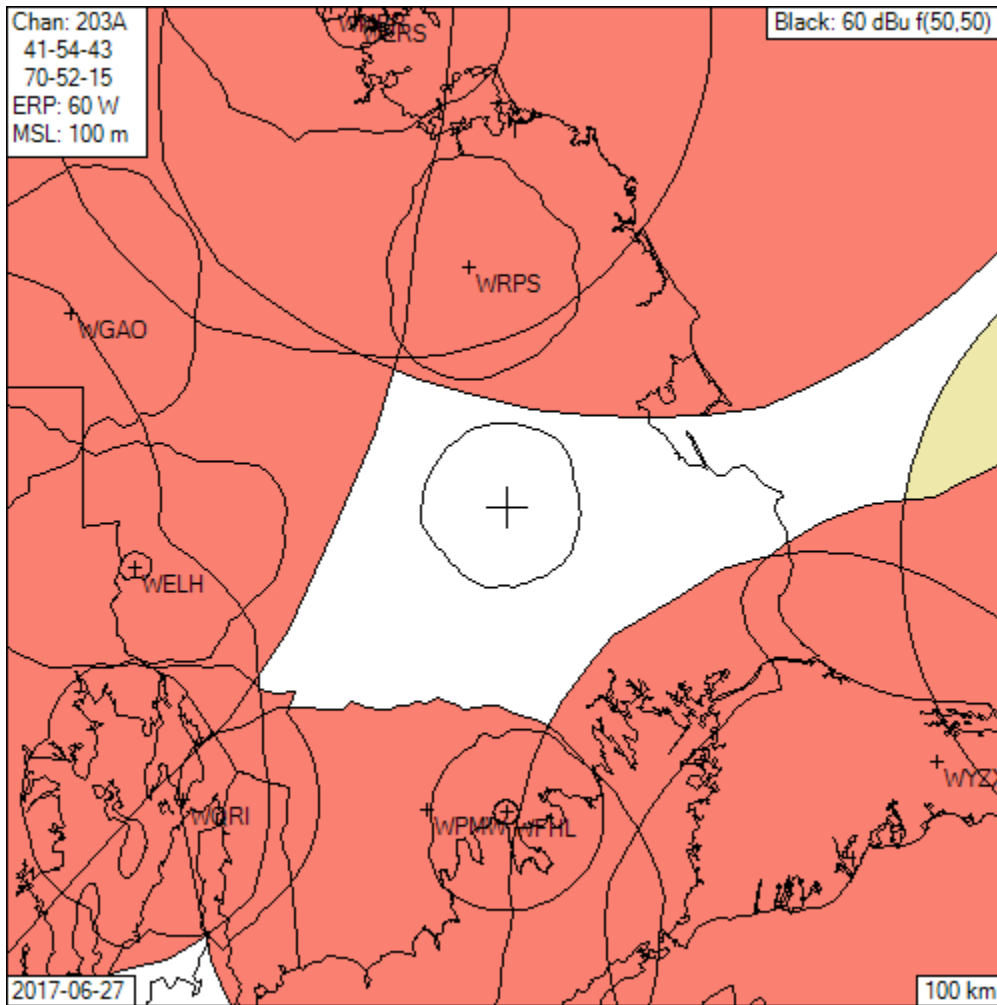 Chan: 203A
41-54-43
70-52-15
ERP: 60 W
MSL: 100 m
Black: 60 dBu f(50,50)
WRPS
WGAO
WELH
WYZX
WFHL
2017-06-27
100 km